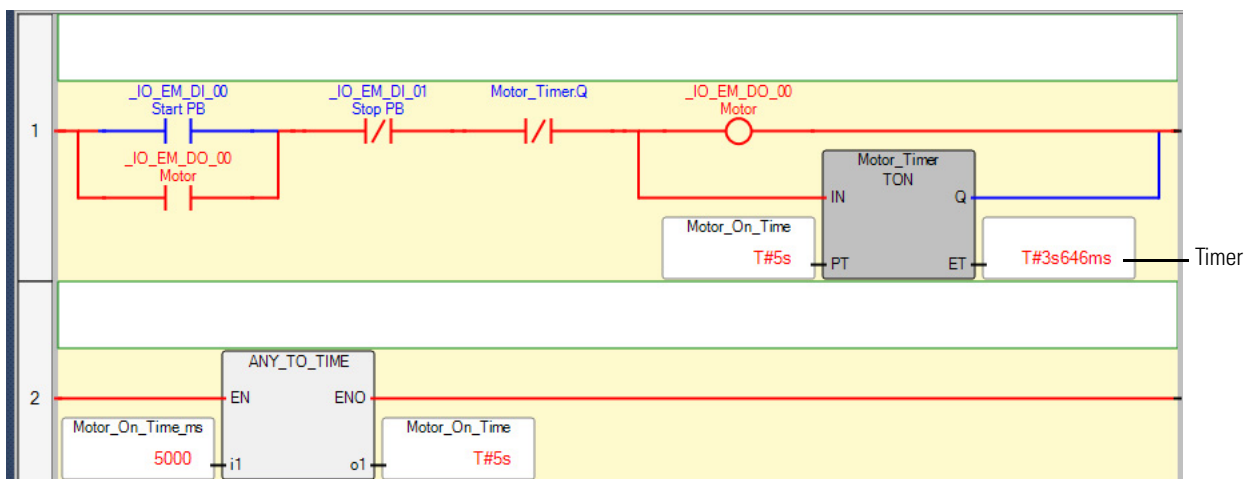 1
_IO_EM_DI_00
Start PB
_IO_EM_DI_01
Stop PB
Motor_Timer.Q
_IO_EM_DO_00
Motor
_IO_EM_DO_00
Motor
Motor_Timer
TON
IN
Q
Motor_On_Time
T#5s
PT
ET
T#3s646ms
Timer
2
ANY_TO_TIME
EN
ENO
Motor_On_Time_ms
5000
i1
o1
Motor_On_Time
T#5s